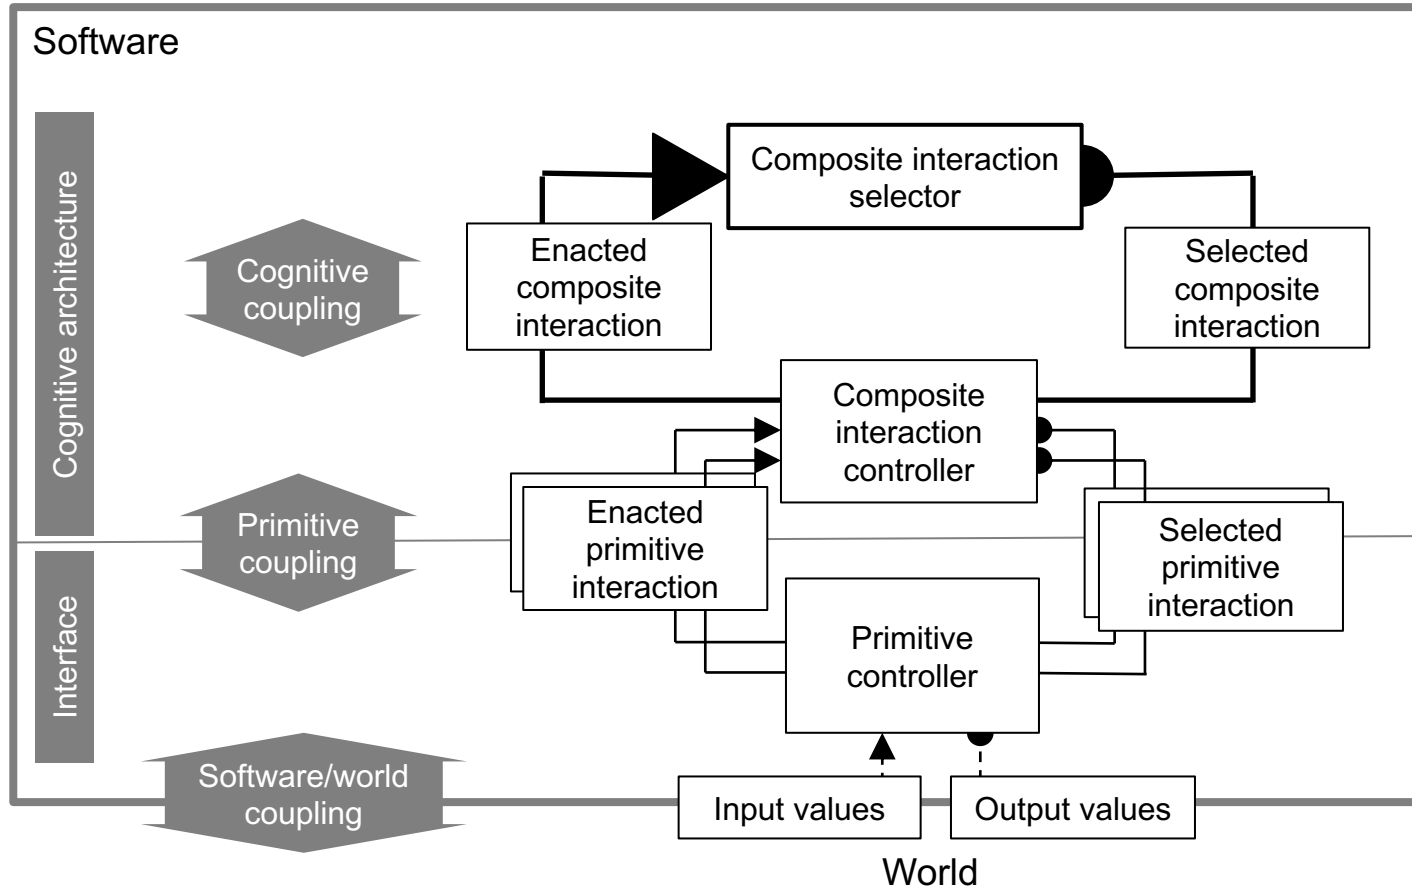 Software
Cognitive architecture
Interface
Cognitive
coupling
Primitive
coupling
Software/world
coupling
Composite interaction
selector
Enacted
composite
interaction
Selected
composite
interaction
Composite
interaction
controller
Enacted
primitive
interaction
Selected
primitive
interaction
Primitive
controller
Input values
Output values
World